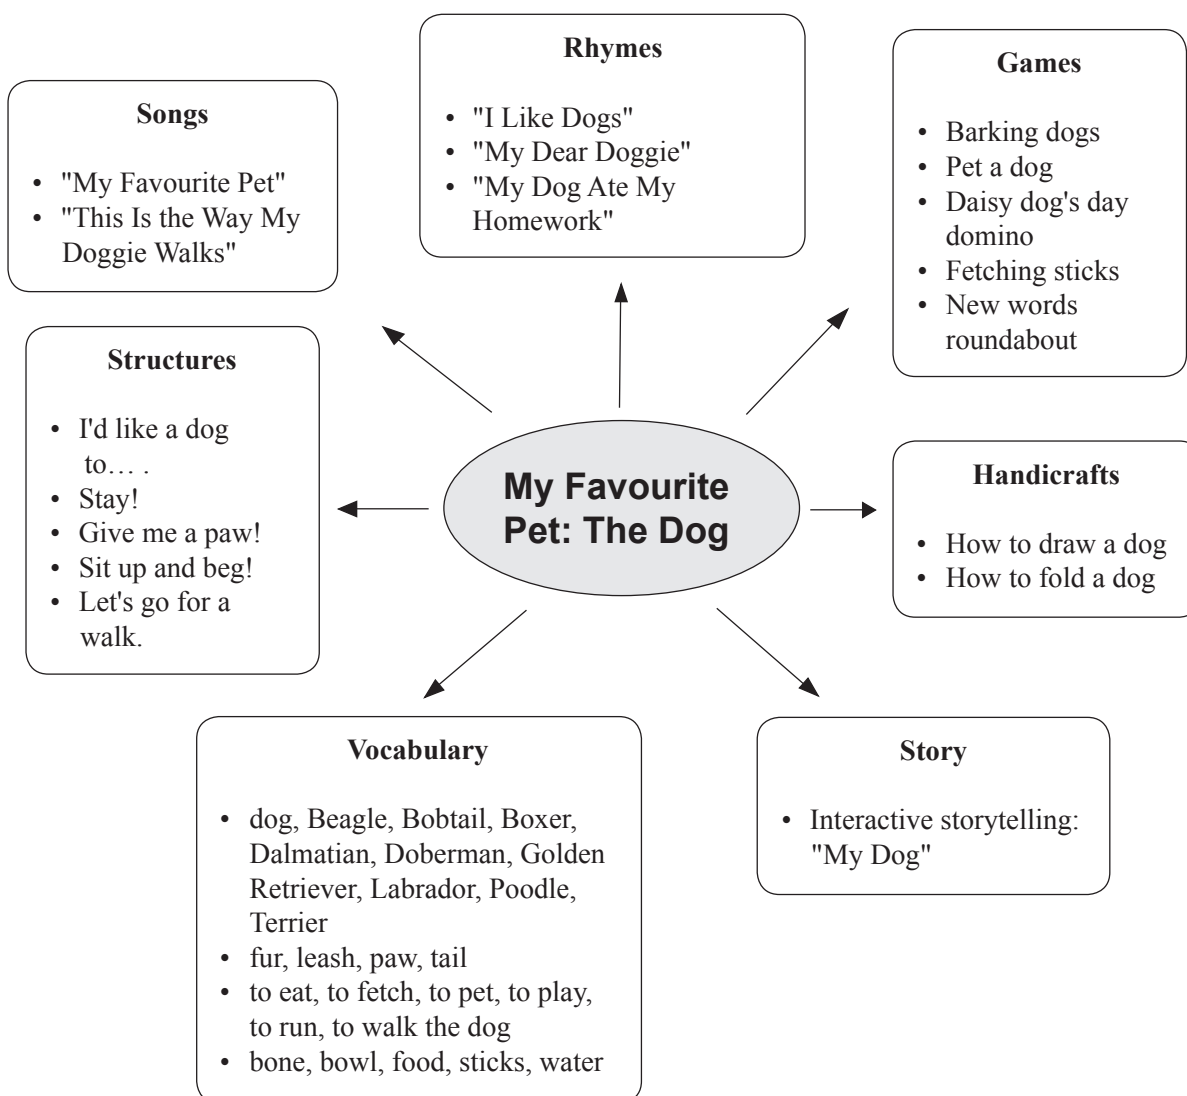 Songs
• "My Favourite Pet"
• "This Is the Way My
Doggie Walks"
Rhymes
• "I Like Dogs"
• "My Dear Doggie"
• "My Dog Ate My
Homework"
Games
• Barking dogs
• Pet a dog
• Daisy dog's day
domino
• Fetching sticks
• New words
roundabout
Structures
• I'd like a dog
to… .
• Stay!
• Give me a paw!
• Sit up and beg!
• Let's go for a
walk.
My Favourite
Pet: The Dog
Handicrafts
• How to draw a dog
• How to fold a dog
Vocabulary
• dog, Beagle, Bobtail, Boxer,
Dalmatian, Doberman, Golden
Retriever, Labrador, Poodle,
Terrier
• fur, leash, paw, tail
• to eat, to fetch, to pet, to play,
to run, to walk the dog
• bone, bowl, food, sticks, water
Story
• Interactive storytelling:
"My Dog"